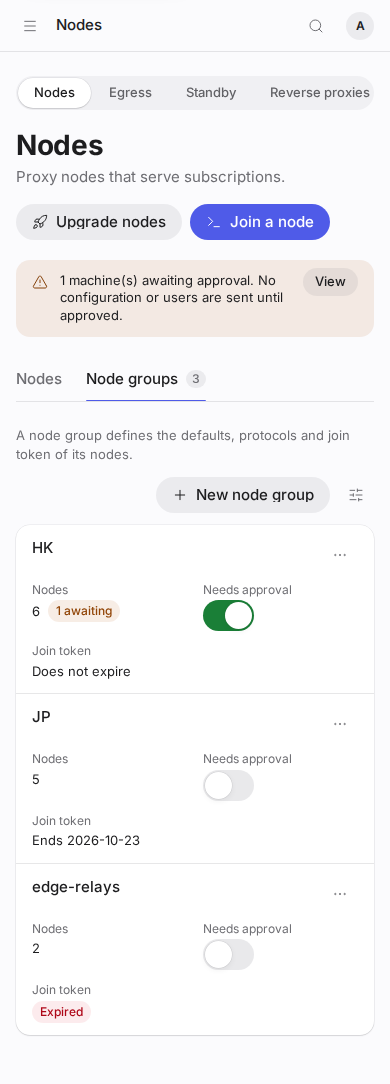 Nodes
A
Nodes Egress Standby Reverse proxies
Nodes
Proxy nodes that serve subscriptions.
Upgrade nodes Join a node
1 machine(s) awaiting approval. No
configuration or users are sent until
approved.
View
Nodes Node groups 3
A node group defines the defaults, protocols and join
token of its nodes.
New node group
HK
Nodes Needs approval
6 1 awaiting
Join token
Does not expire
JP
Nodes Needs approval
5
Join token
Ends 2026-10-23
edge-relays
Nodes Needs approval
2
Join token
Expired